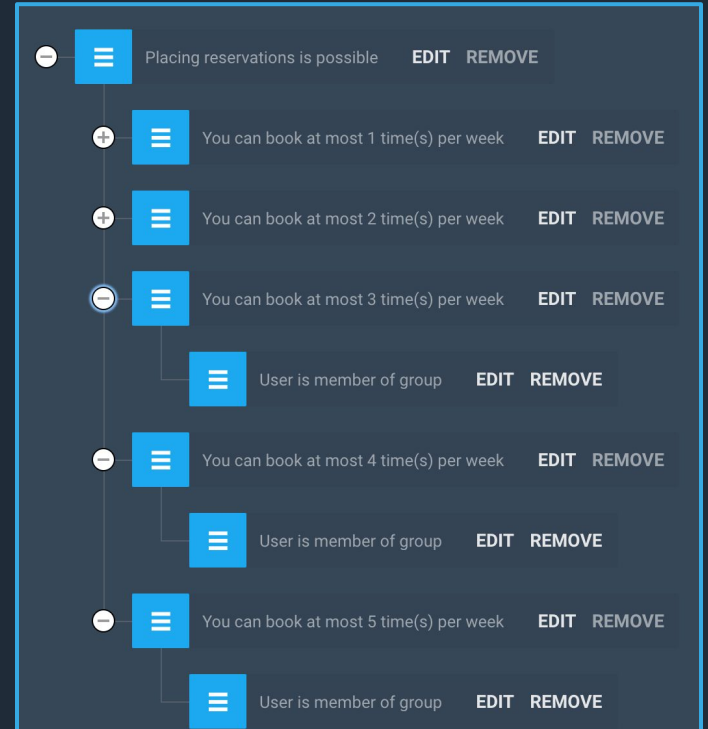 Placing reservations is possible EDIT REMOVE
You can book at most 1 time(s) per week EDIT REMOVE
You can book at most 2 time(s) per week EDIT REMOVE
You can book at most 3 time(s) per week EDIT REMOVE
User is member of group EDIT REMOVE
You can book at most 4 time(s) per week EDIT REMOVE
User is member of group EDIT REMOVE
You can book at most 5 time(s) per week EDIT REMOVE
User is member of group EDIT REMOVE